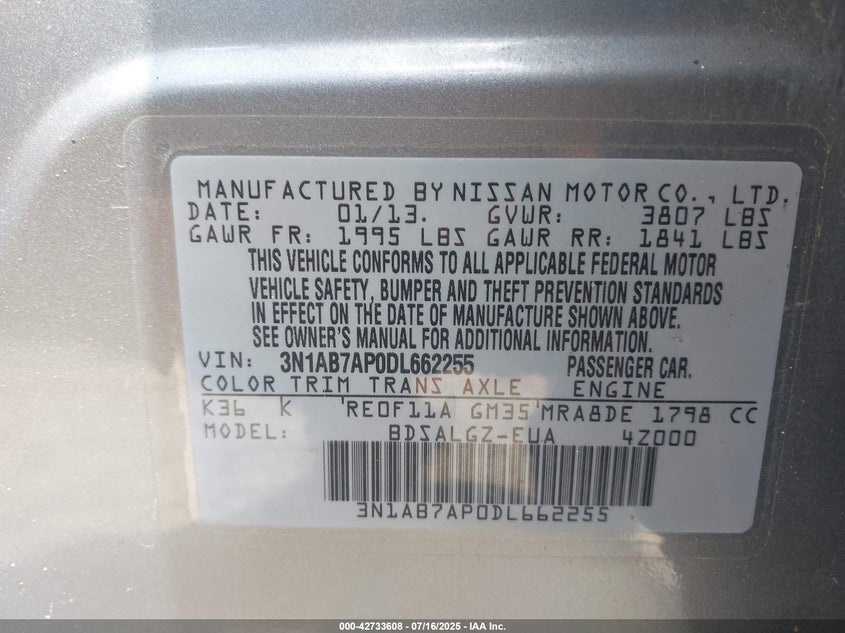 MANUFACTURED BY NISSAN MOTOR CO., LTD.
DATE: 01/13. GVWR: 3807 LBS
GAWR FR: 1995 LBS GAWR RR: 1841 LBS
THIS VEHICLE CONFORMS TO ALL APPLICABLE FEDERAL MOTOR
VEHICLE SAFETY, BUMPER AND THEFT PREVENTION STANDARDS
IN EFFECT ON THE DATE OF MANUFACTURE SHOWN ABOVE.
SEE OWNER'S MANUAL FOR ADDITIONAL INFORMATION.
VIN: 3N1AB7AP0DL662255 PASSENGER CAR.
COLOR TRIM TRANS AXLE ENGINE
K36 K 'RE0F11A GM35'MRA8DE 1798 CC
MODEL: BDSALGZ-EUA 4Z000
3N1AB7AP0DL662255
000-42733608 - 07/16/2025 - IAA Inc.